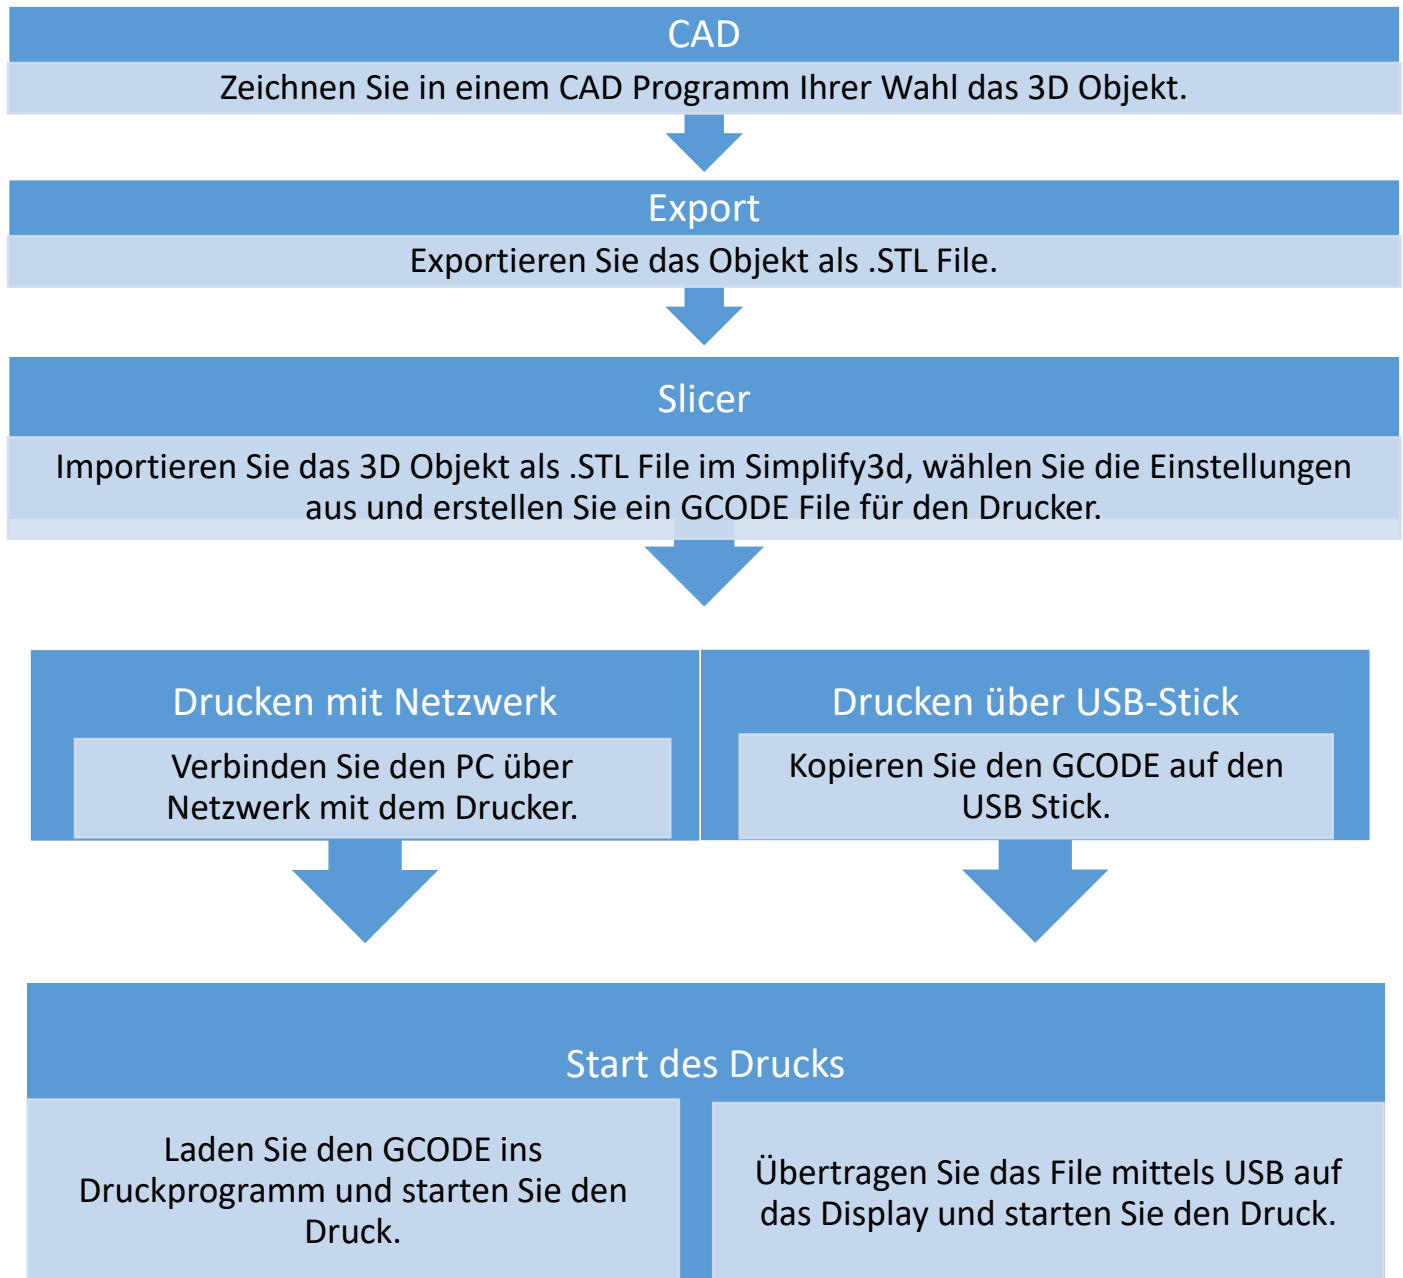 CAD
Zeichnen Sie in einem CAD Programm Ihrer Wahl das 3D Objekt.
Export
Exportieren Sie das Objekt als .STL File.
Slicer
Importieren Sie das 3D Objekt als .STL File im Simplify3d, wählen Sie die Einstellungen
aus und erstellen Sie ein GCODE File für den Drucker.
Drucken mit Netzwerk
Verbinden Sie den PC über
Netzwerk mit dem Drucker.
Drucken über USB-Stick
Kopieren Sie den GCODE auf den
USB Stick.
Start des Drucks
Laden Sie den GCODE ins
Druckprogramm und starten Sie den
Druck.
Übertragen Sie das File mittels USB auf
das Display und starten Sie den Druck.